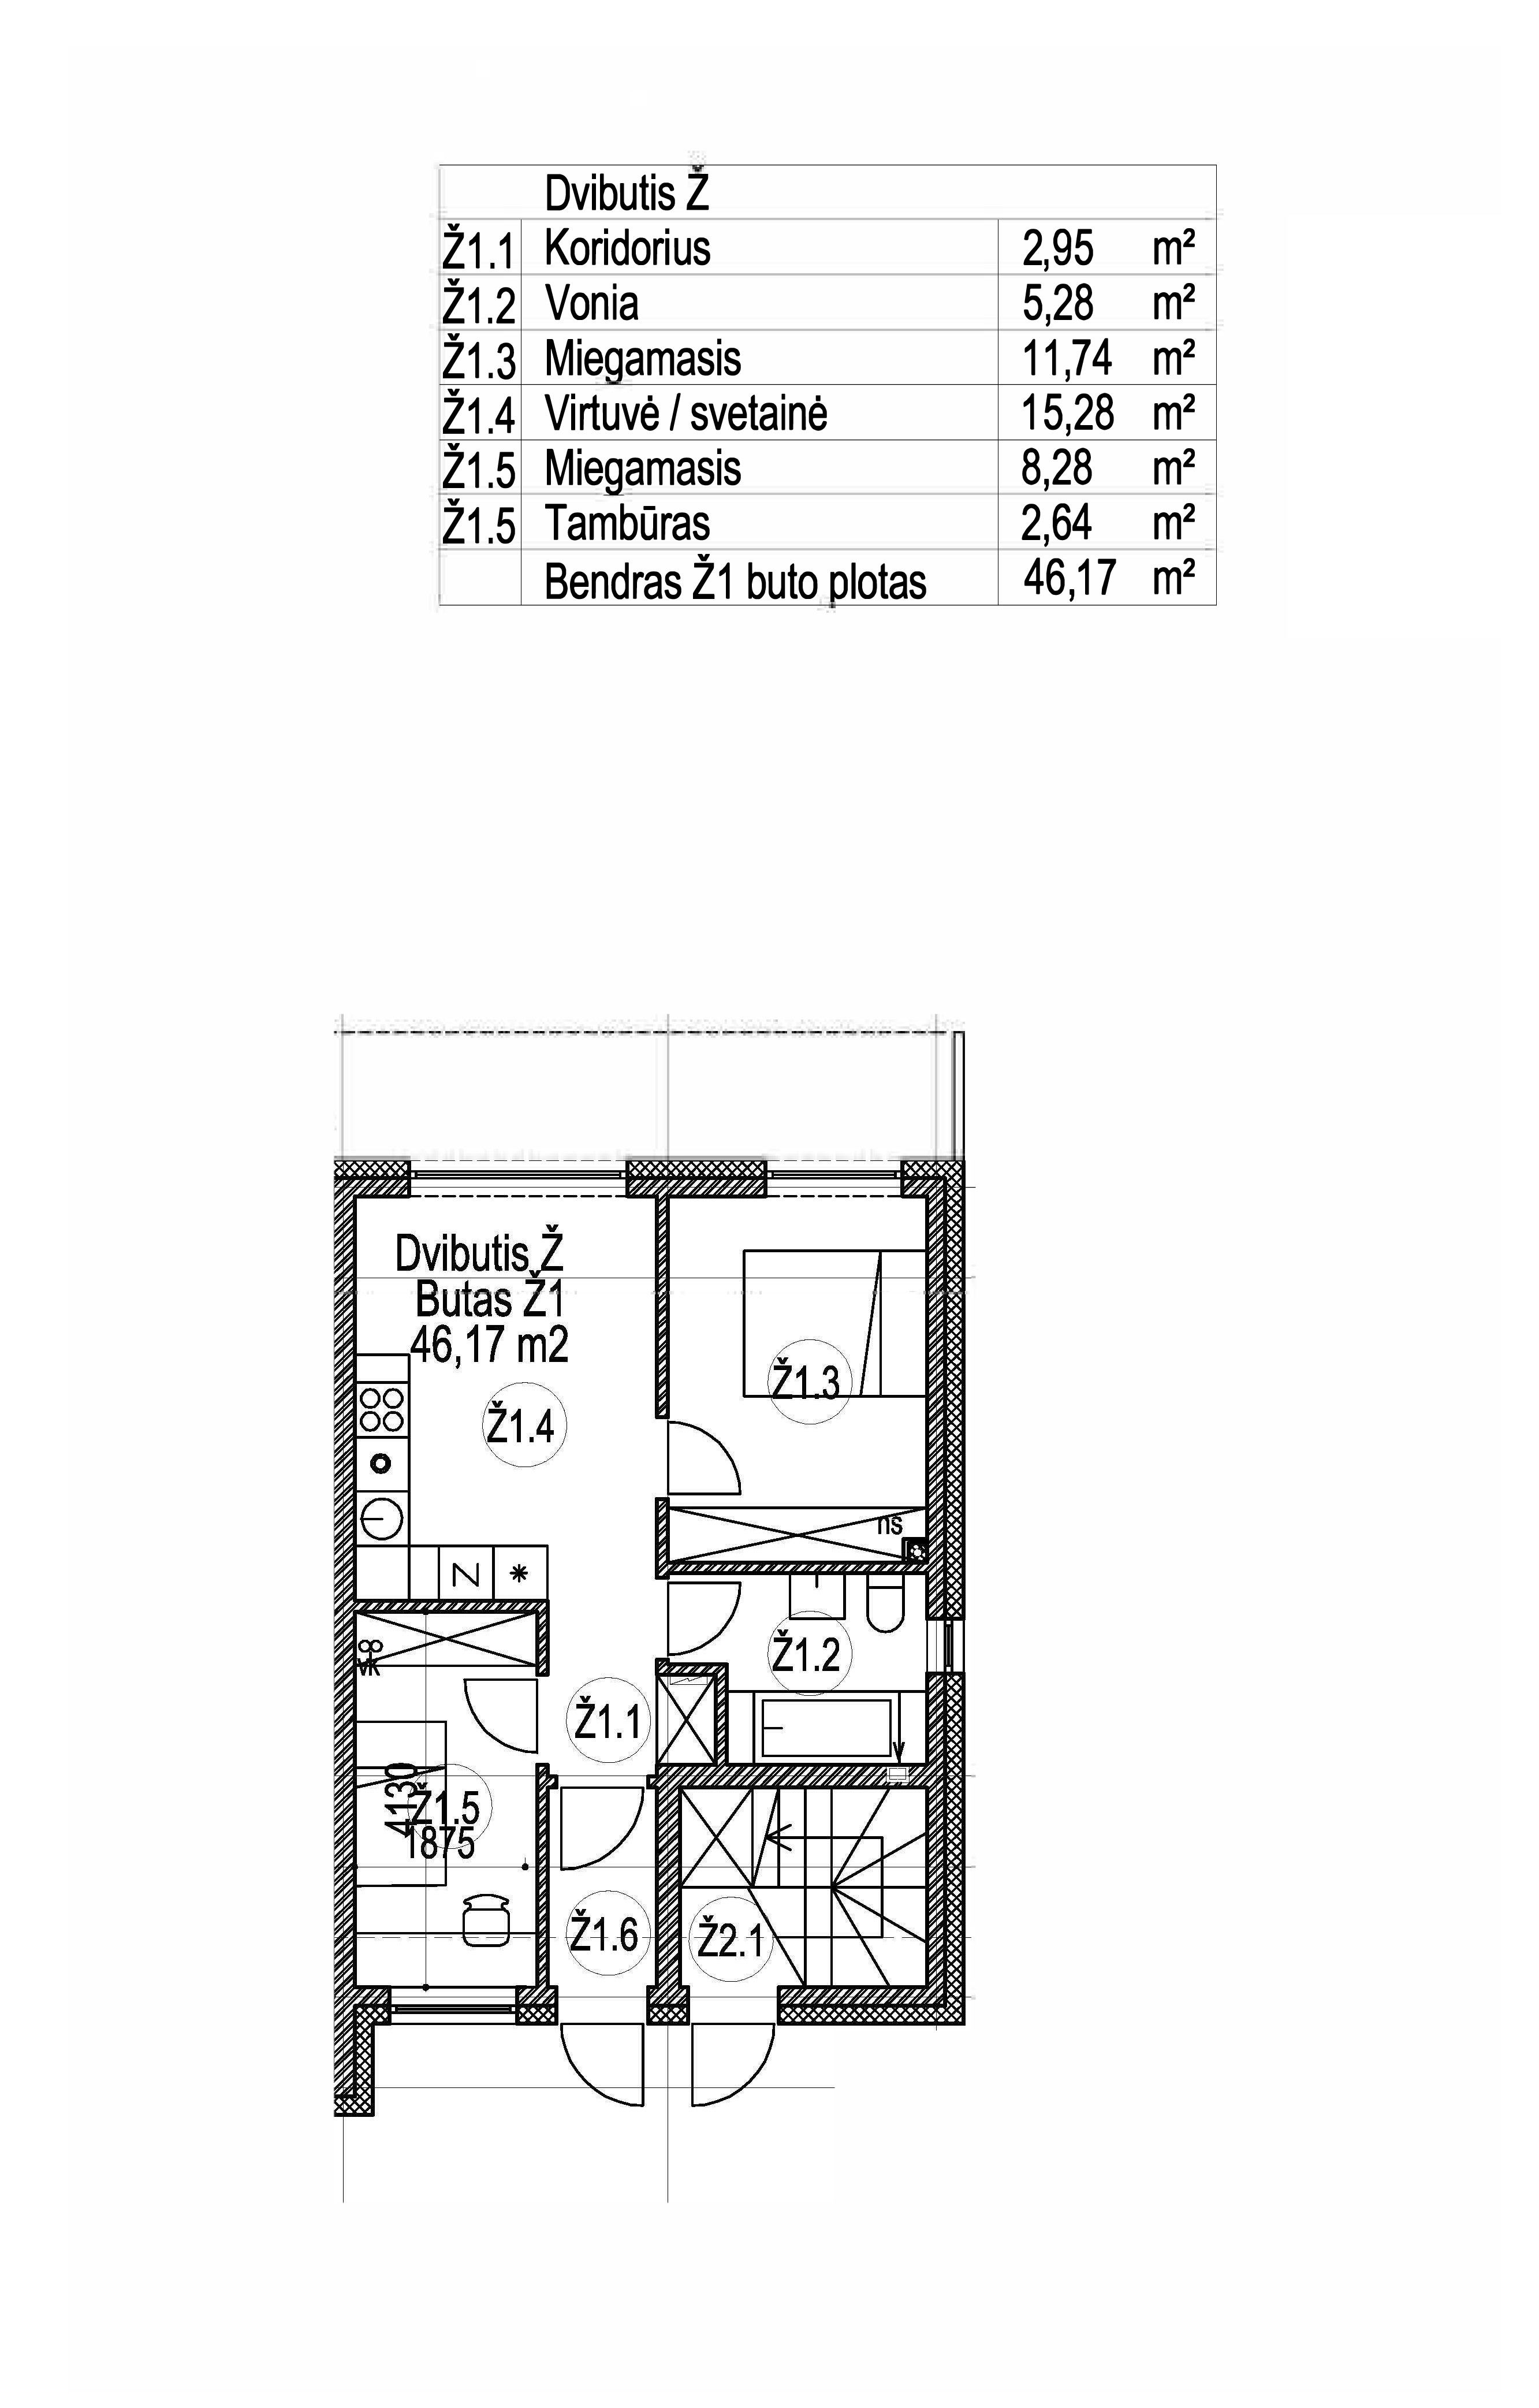 Dvibutis Ž
Ž1.1 Koridorius 2,95 m²
Ž1.2 Vonia 5,28 m²
Ž1.3 Miegamasis 11,74 m²
Ž1.4 Virtuvė / svetainė 15,28 m²
Ž1.5 Miegamasis 8,28 m²
Ž1.5 Tambūras 2,64 m²
Bendras Ž1 buto plotas 46,17 m²
Dvibutis Ž
Butas Ž1
46,17 m2
Ž1.3
Ž1.4
ns
Z
Ž1.2
vk
Ž1.1
V
4130
Ž1.5
1875
Ž1.6
Ž2.1